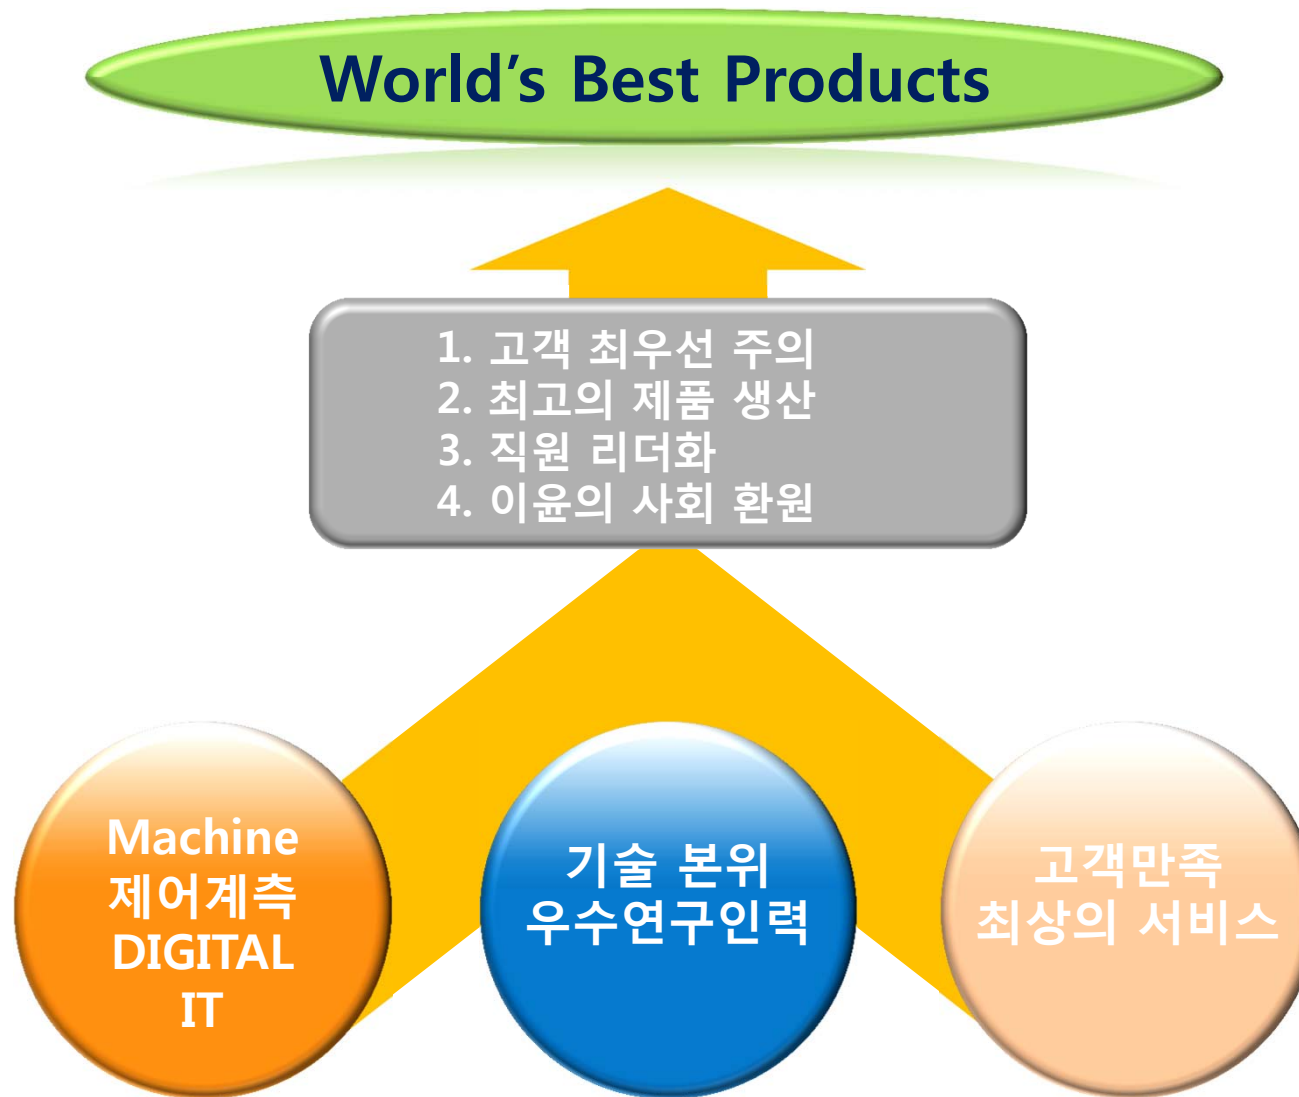 World’s Best Products
1. 고객 최우선 주의
2. 최고의 제품 생산
3. 직원 리더화
4. 이윤의 사회 환원
Machine
제어계측
DIGITAL
IT
기술 본위
우수연구인력
고객만족
최상의 서비스